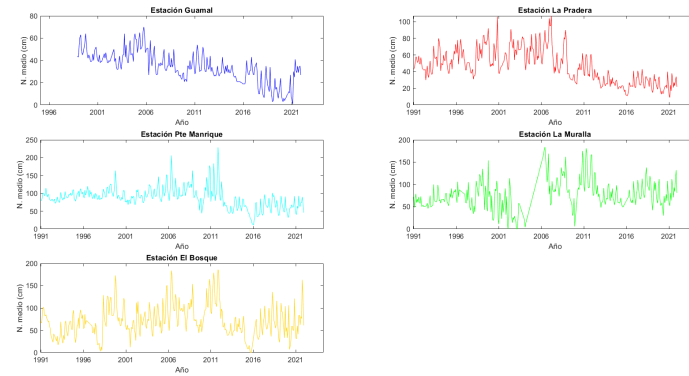 Estación Guamal
N. medio (cm)
80
60
40
20
0
1996 2001 2006 2011 2016 2021
Año
Estación La Pradera
N. medio (cm)
100
80
60
40
20
0
1991 1996 2001 2006 2011 2016 2021
Año
Estación Pte Manrique
N. medio (cm)
250
200
150
100
50
0
1991 1996 2001 2006 2011 2016 2021
Año
Estación La Muralla
N. medio (cm)
200
150
100
50
0
1991 1996 2001 2006 2011 2016 2021
Año
Estación El Bosque
N. medio (cm)
200
150
100
50
0
1991 1996 2001 2006 2011 2016 2021
Año